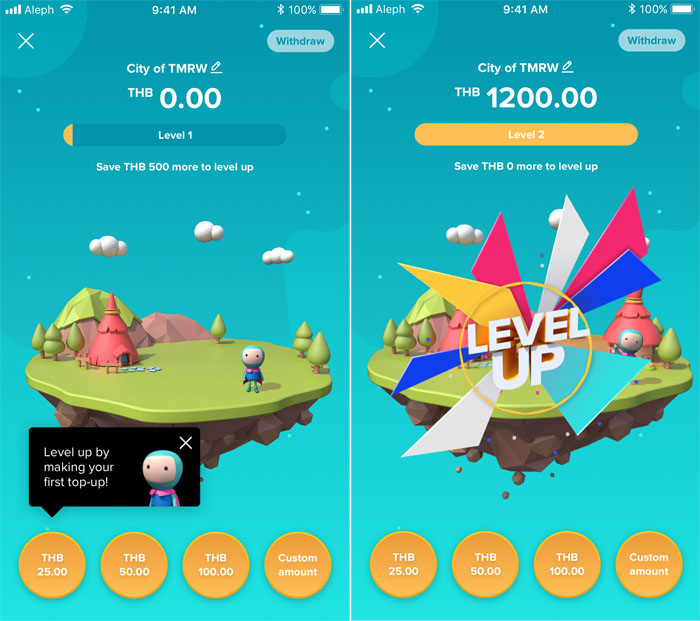 Aleph
9:41 AM
100%
Withdraw
City of TMRW
THB 0.00
Level 1
Save THB 500 more to level up
Level up by
making your
first top-up!
THB
25.00
THB
50.00
THB
100.00
Custom
amount
Aleph
9:41 AM
100%
Withdraw
City of TMRW
THB 1200.00
Level 2
Save THB 0 more to level up
LEVEL
UP
THB
25.00
THB
50.00
THB
100.00
Custom
amount